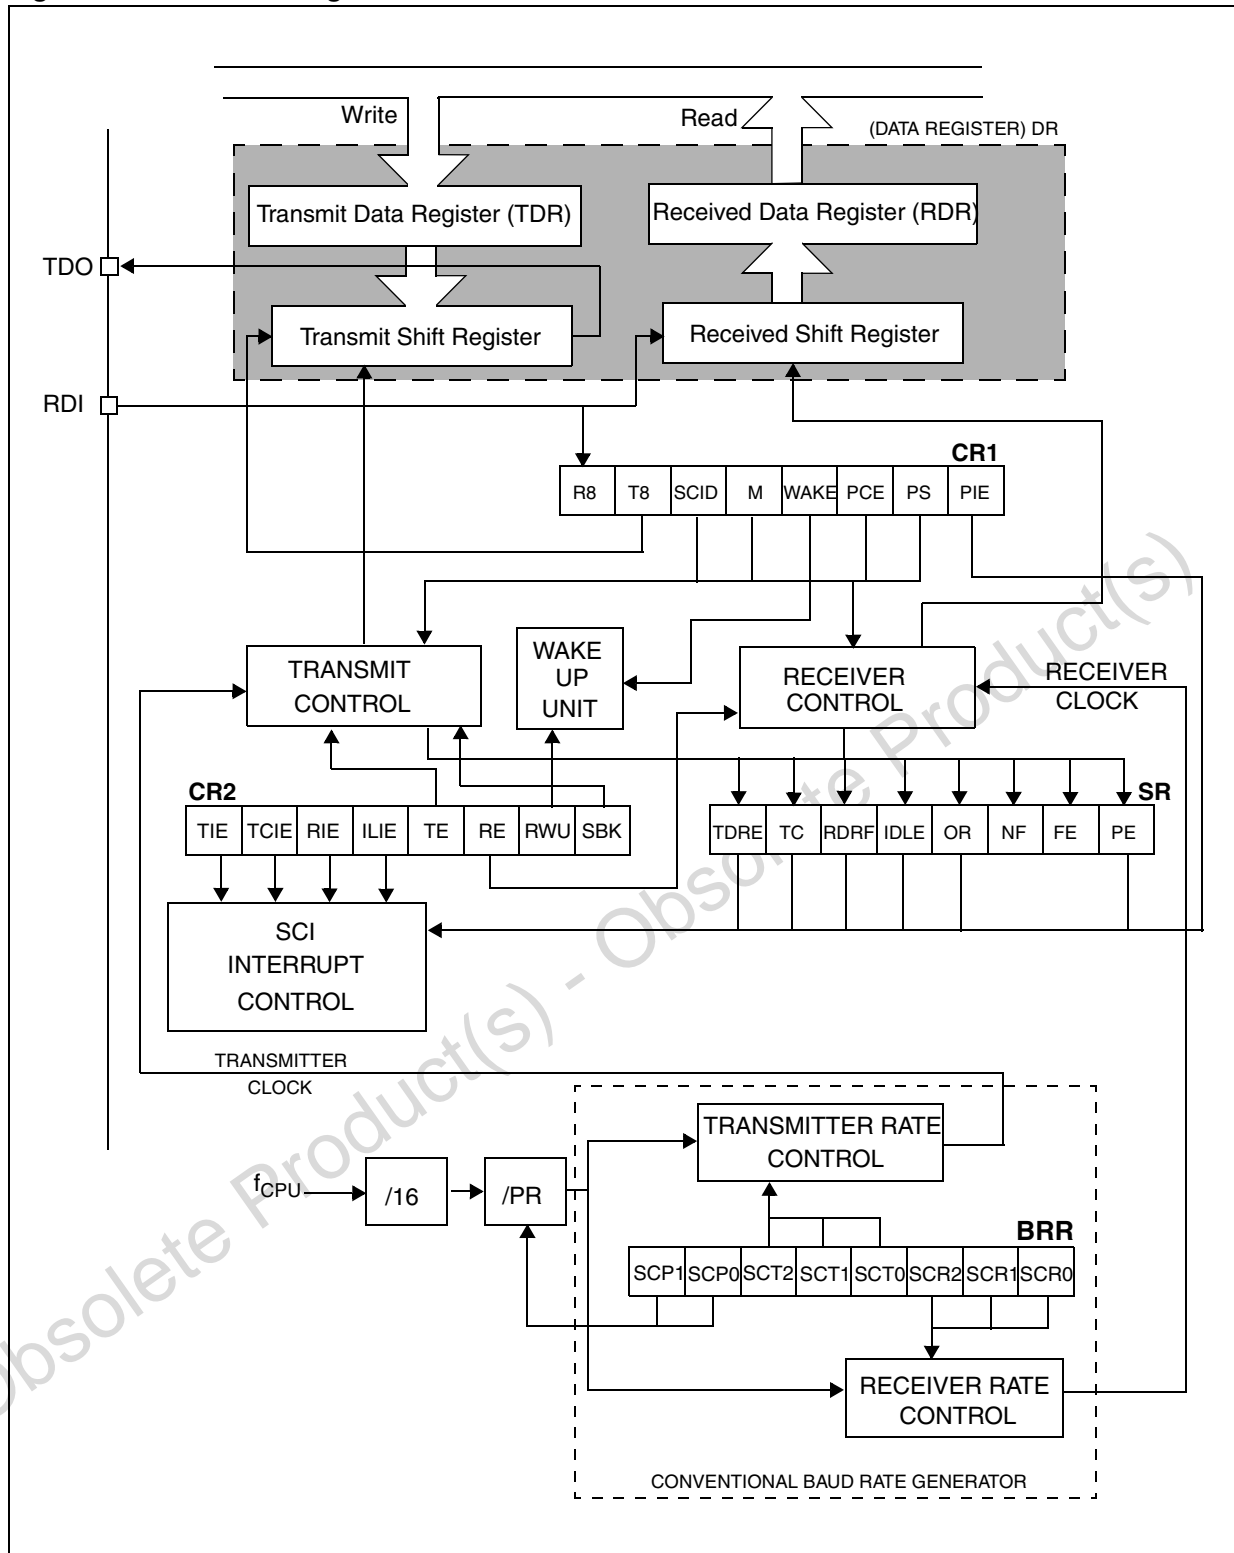 Write
Read
(DATA REGISTER) DR
Transmit Data Register (TDR)
Received Data Register (RDR)
TDO
Transmit Shift Register
Received Shift Register
RDI
CR1
R8 T8 SCID M WAKE PCE PS PIE
TRANSMIT
CONTROL
WAKE
UP
UNIT
RECEIVER
CONTROL
RECEIVER
CLOCK
CR2
TIE TCIE RIE ILIE TE RE RWU SBK
SR
TDRE TC RDRF IDLE OR NF FE PE
SCI
INTERRUPT
CONTROL
TRANSMITTER
CLOCK
TRANSMITTER RATE
CONTROL
fCPU
/16
/PR
BRR
SCP1 SCP0 SCT2 SCT1 SCT0 SCR2 SCR1 SCR0
RECEIVER RATE
CONTROL
CONVENTIONAL BAUD RATE GENERATOR
Obsolete Product(s) - Obsolete Product(s)